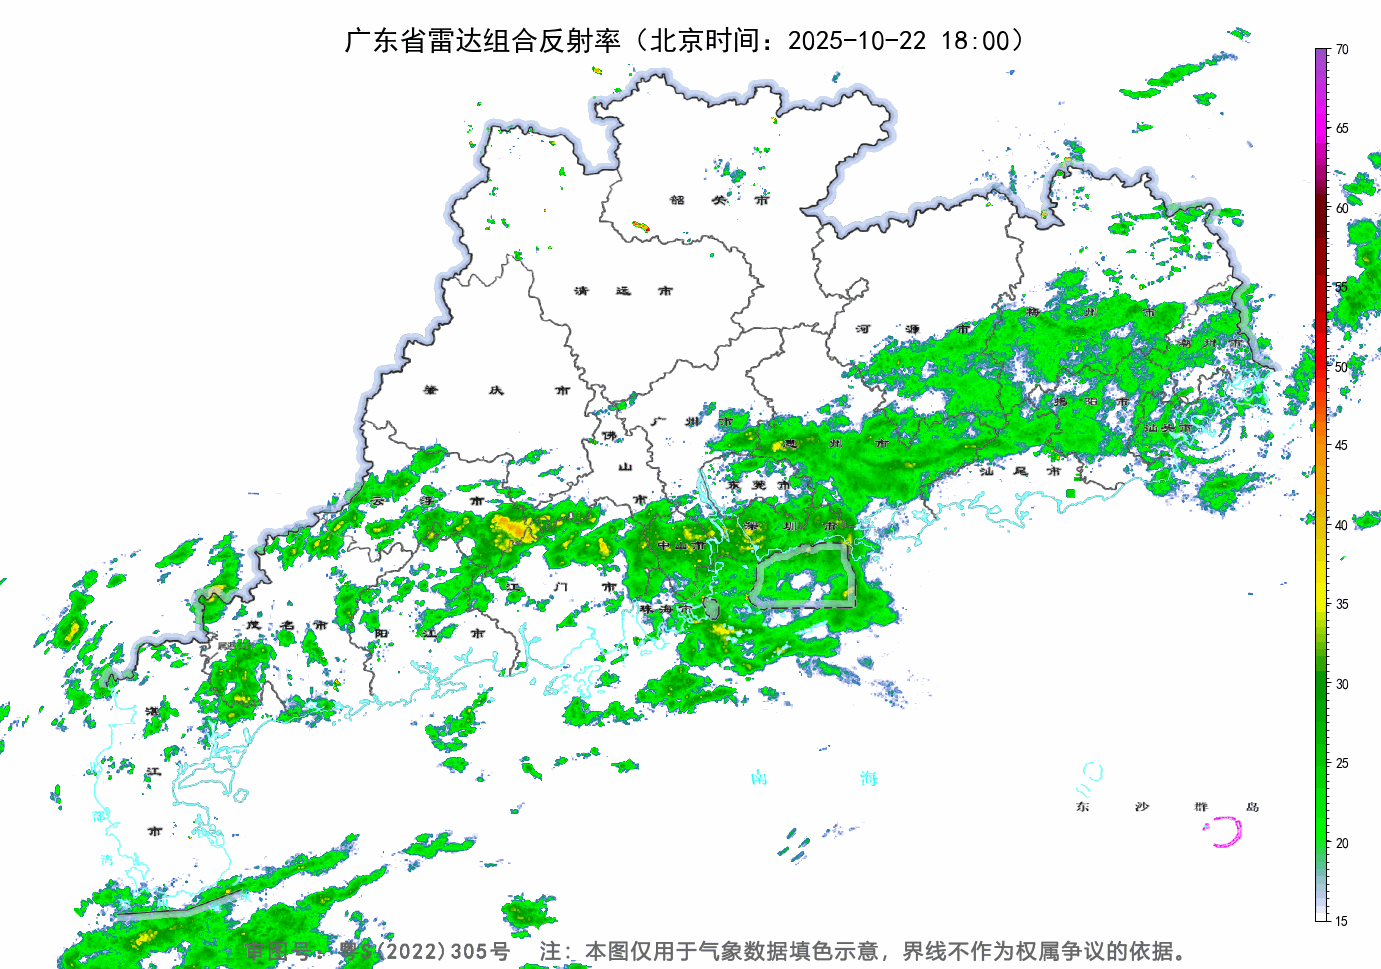 广东省雷达组合反射率（北京时间：2025-10-22 18:00）
70
65
60
55
50
45
40
35
30
25
20
15
韶 关 市
清 远 市
河 源 市
梅 州 市
潮 州 市
肇 庆 市
揭 阳 市
广 州 市
汕 头 市
佛 山 市
惠 州 市
汕 尾 市
东 莞 市
云 浮 市
深 圳 市
中 山 市
江 门 市
珠 海 市
茂 名 市
阳 江 市
湛 江 市
南 海
东 沙 群 岛
审图号：粤S(2022)305号 注：本图仅用于气象数据填色示意，界线不作为权属争议的依据。